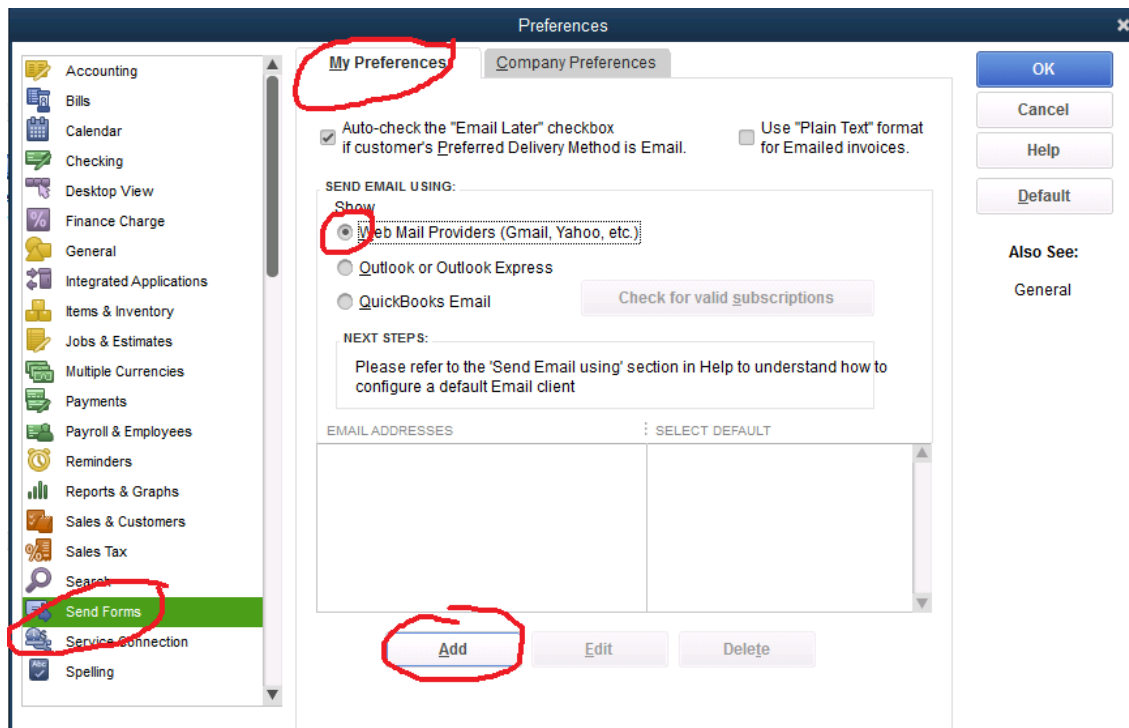 Preferences
Accounting
Bills
Calendar
Checking
Desktop View
Finance Charge
General
Integrated Applications
Items & Inventory
Jobs & Estimates
Multiple Currencies
Payments
Payroll & Employees
Reminders
Reports & Graphs
Sales & Customers
Sales Tax
Search
Send Forms
Service Connection
Spelling
My Preferences
Company Preferences
Auto-check the "Email Later" checkbox
if customer's Preferred Delivery Method is Email.
Use "Plain Text" format
for Emailed invoices.
SEND EMAIL USING:
Show
Web Mail Providers (Gmail, Yahoo, etc.)
Outlook or Outlook Express
QuickBooks Email
Check for valid subscriptions
NEXT STEPS:
Please refer to the 'Send Email using' section in Help to understand how to
configure a default Email client
EMAIL ADDRESSES
SELECT DEFAULT
Add
Edit
Delete
OK
Cancel
Help
Default
Also See:
General